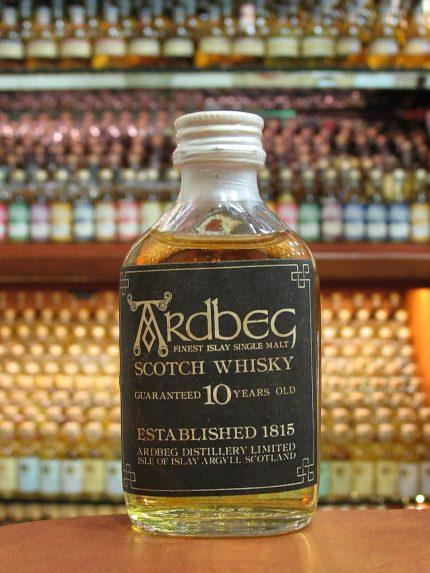 ARDBEG
FINEST ISLAY SINGLE MALT
SCOTCH WHISKY
GUARANTEED 10 YEARS OLD
ESTABLISHED 1815
ARDBEG DISTILLERY LIMITED
ISLE OF ISLAY ARGYLL SCOTLAND